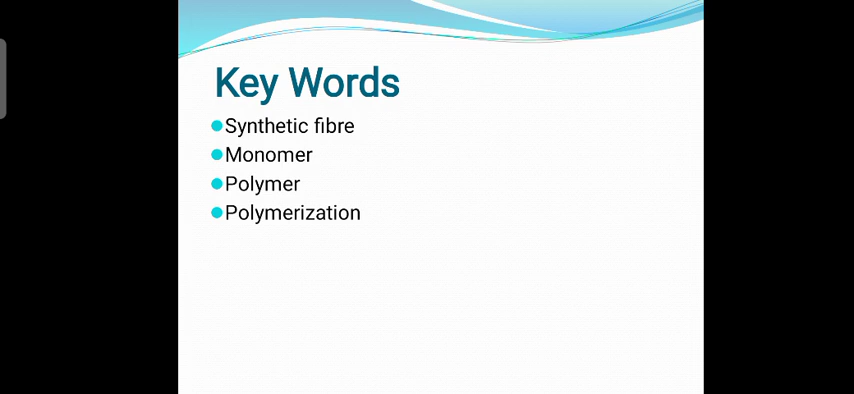 Key Words
Synthetic fibre
Monomer
Polymer
Polymerization